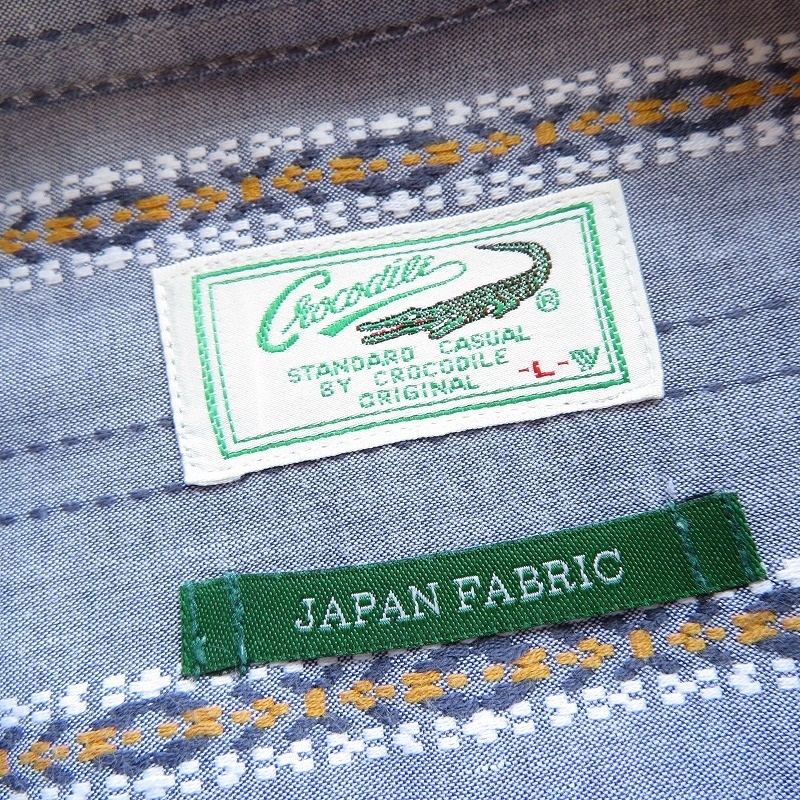 Crocodile ®
STANDARD CASUAL
BY CROCODILE
ORIGINAL -L-W
JAPAN FABRIC